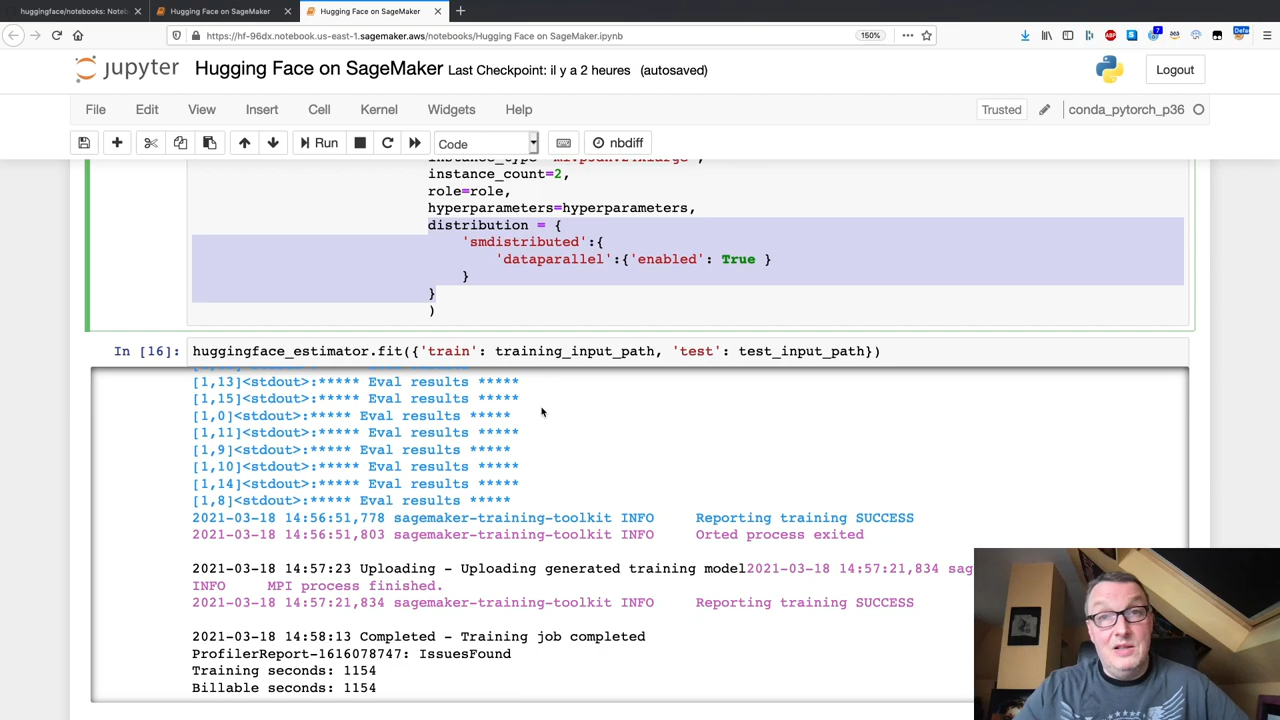 huggingface/notebooks: Noteb
Hugging Face on SageMaker
Hugging Face on SageMaker
https://hf-96dx.notebook.us-east-1.sagemaker.aws/notebooks/Hugging Face on SageMaker.ipynb
150%
jupyter
Hugging Face on SageMaker Last Checkpoint: il y a 2 heures (autosaved)
Logout
File Edit View Insert Cell Kernel Widgets Help
Trusted
conda_pytorch_p36
Run
Code
nbdiff
instance_count=2,
role=role,
hyperparameters=hyperparameters,
distribution = {
'smdistributed':{
'dataparallel':{'enabled': True }
}
}
)
In [16]: huggingface_estimator.fit({'train': training_input_path, 'test': test_input_path})
[1,13]<stdout>:***** Eval results *****
[1,15]<stdout>:***** Eval results *****
[1,0]<stdout>:***** Eval results *****
[1,11]<stdout>:***** Eval results *****
[1,9]<stdout>:***** Eval results *****
[1,10]<stdout>:***** Eval results *****
[1,14]<stdout>:***** Eval results *****
[1,8]<stdout>:***** Eval results *****
2021-03-18 14:56:51,778 sagemaker-training-toolkit INFO Reporting training SUCCESS
2021-03-18 14:56:51,803 sagemaker-training-toolkit INFO Orted process exited
2021-03-18 14:57:23 Uploading - Uploading generated training model2021-03-18 14:57:21,834 sag
INFO MPI process finished.
2021-03-18 14:57:21,834 sagemaker-training-toolkit INFO Reporting training SUCCESS
2021-03-18 14:58:13 Completed - Training job completed
ProfilerReport-1616078747: IssuesFound
Training seconds: 1154
Billable seconds: 1154